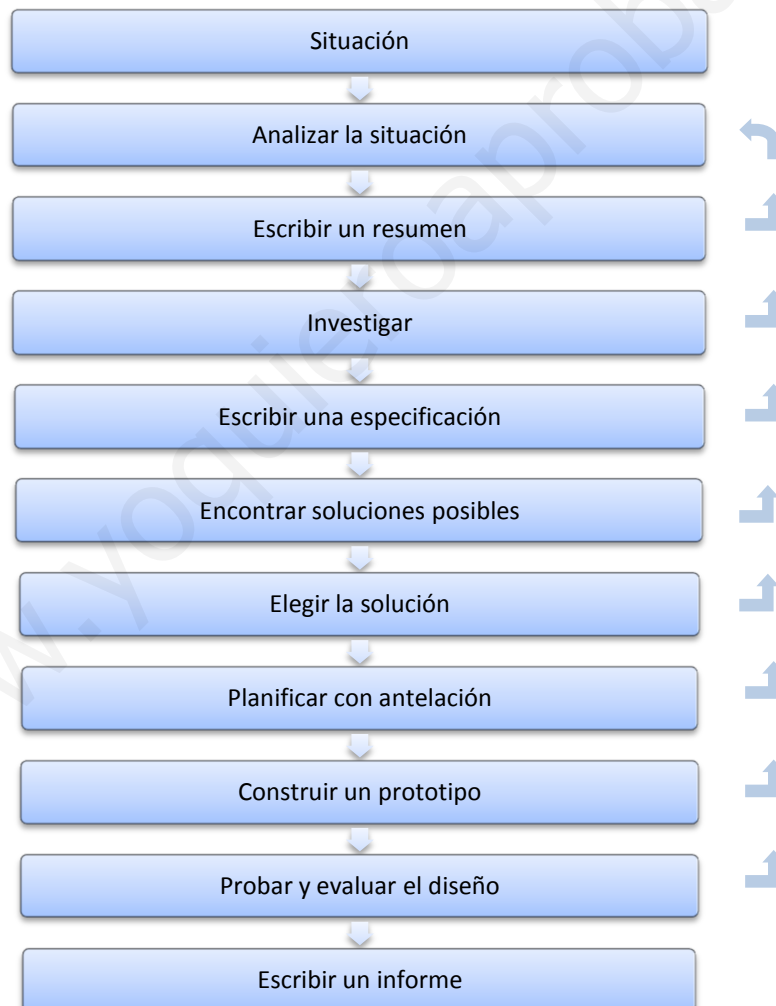 Situación
Analizar la situación
Escribir un resumen
Investigar
Escribir una especificación
Encontrar soluciones posibles
Elegir la solución
Planificar con antelación
Construir un prototipo
Probar y evaluar el diseño
Escribir un informe
w.yoquieroaproba